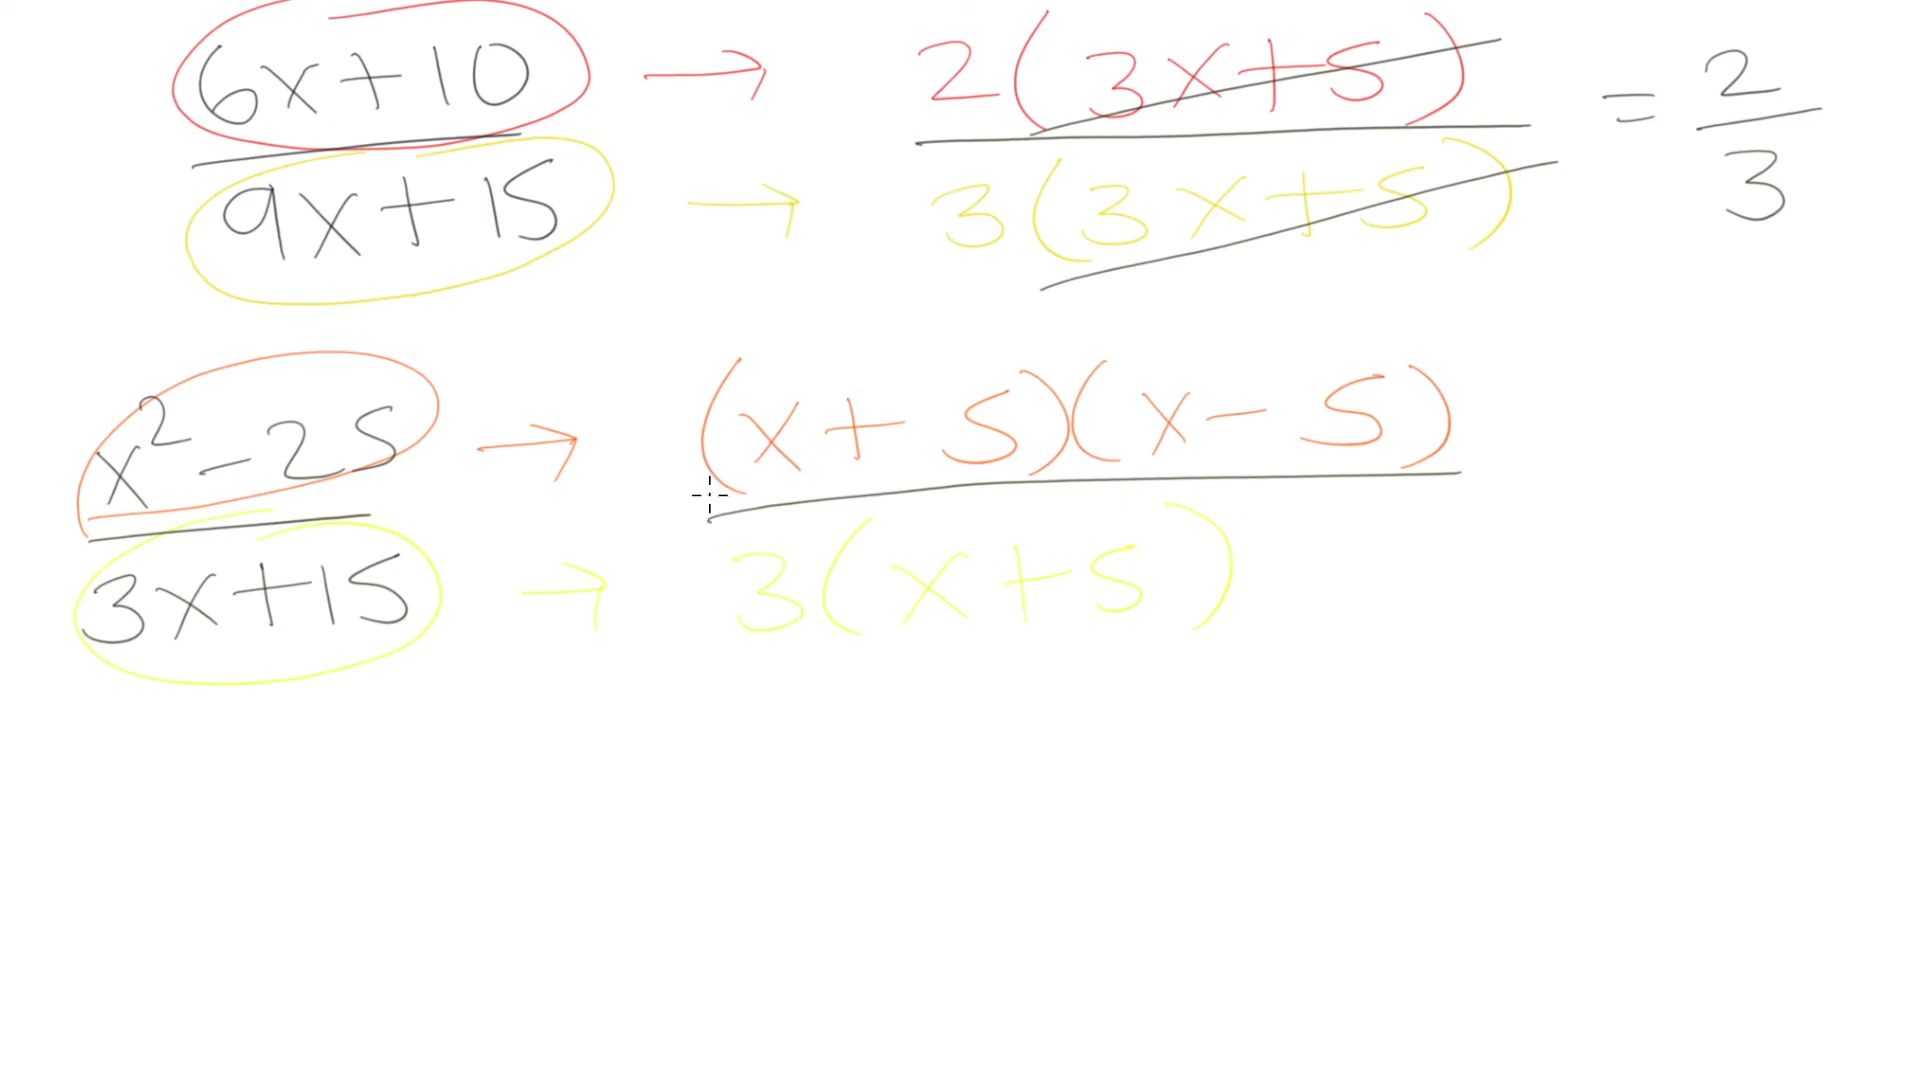 6x+10 → 2(3x+5) = 2
9x+15 → 3(3x+5) 3
x²-25 → (x+5)(x-5)
3x+15 → 3(x+5)